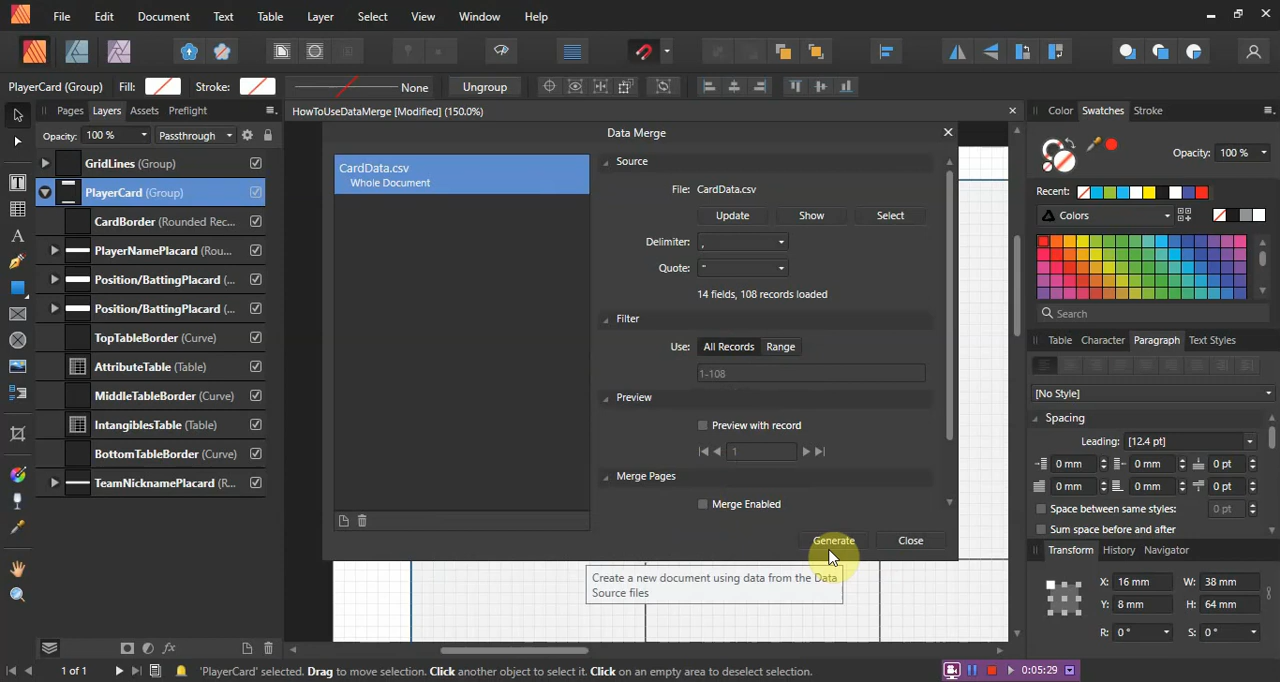 File Edit Document Text Table Layer Select View Window Help
PlayerCard (Group) Fill: Stroke: None Ungroup
Pages Layers Assets Preflight
HowToUseDataMerge [Modified] (150.0%)
Color Swatches Stroke
Opacity: 100 % Passthrough
Data Merge
Opacity: 100 %
GridLines (Group)
PlayerCard (Group)
CardBorder (Rounded Rec...
PlayerNamePlacard (Rou...
Position/BattingPlacard (...
Position/BattingPlacard (...
TopTableBorder (Curve)
AttributeTable (Table)
MiddleTableBorder (Curve)
IntangiblesTable (Table)
BottomTableBorder (Curve)
TeamNicknamePlacard (R...
CardData.csv
Whole Document
Source
File: CardData.csv
Update Show Select
Delimiter: ,
Quote: "
14 fields, 108 records loaded
Filter
Use: All Records Range
1-108
Preview
Preview with record
1
Merge Pages
Merge Enabled
Generate Close
Create a new document using data from the Data
Source files
Recent:
Colors
Search
Table Character Paragraph Text Styles
[No Style]
Spacing
Leading: [12.4 pt]
0 mm 0 mm 0 pt
0 mm 0 mm 0 pt
Space between same styles: 0 pt
Sum space before and after
Transform History Navigator
X: 16 mm W: 38 mm
Y: 8 mm H: 64 mm
R: 0 ° S: 0 °
1 of 1
'PlayerCard' selected. Drag to move selection. Click another object to select it. Click on an empty area to deselect selection.
0:05:29